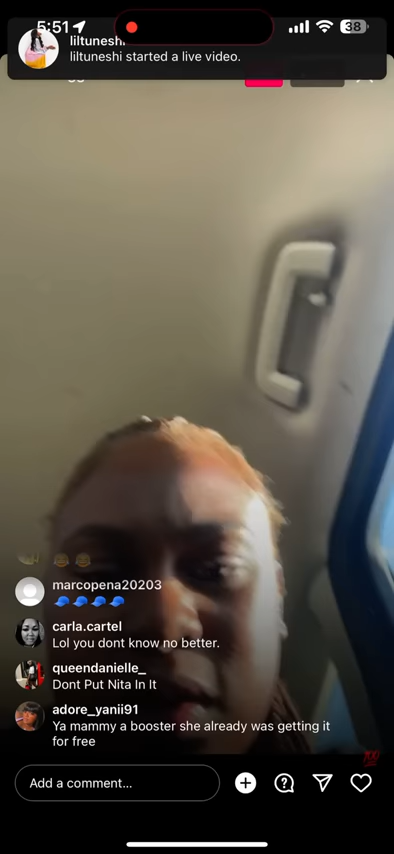 5:51
38
liltuneshi
liltuneshi started a live video.
marcopena20203
carla.cartel
Lol you dont know no better.
queendanielle_
Dont Put Nita In It
adore_yanii91
Ya mammy a booster she already was getting it
for free
Add a comment...